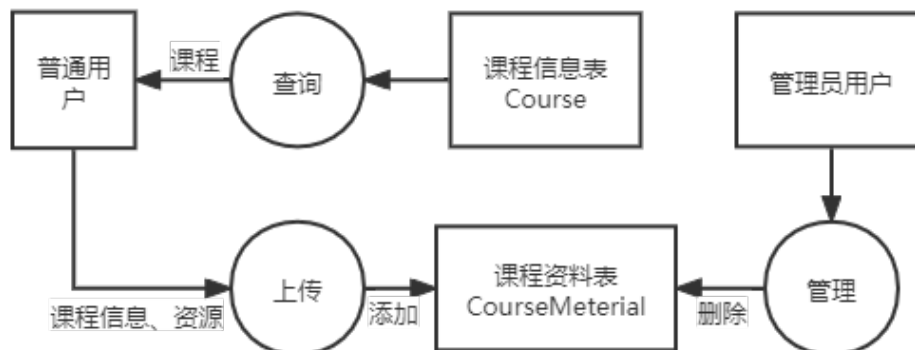 普通用
户
课程
查询
课程信息表
Course
管理员用户
课程信息、资源
上传
添加
课程资料表
CourseMeterial
删除
管理